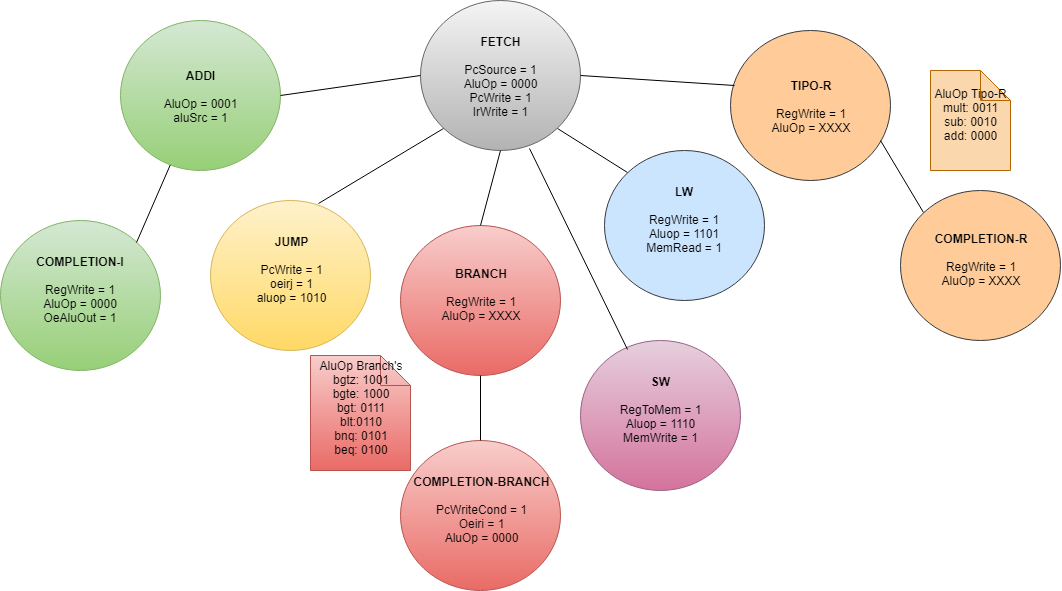 FETCH
PcSource = 1
AluOp = 0000
PcWrite = 1
IrWrite = 1
ADDI
AluOp = 0001
aluSrc = 1
TIPO-R
RegWrite = 1
AluOp = XXXX
AluOp Tipo-R
mult: 0011
sub: 0010
add: 0000
LW
RegWrite = 1
Aluop = 1101
MemRead = 1
COMPLETION-I
RegWrite = 1
AluOp = 0000
OeAluOut = 1
JUMP
PcWrite = 1
oeirj = 1
aluop = 1010
BRANCH
RegWrite = 1
AluOp = XXXX
COMPLETION-R
RegWrite = 1
AluOp = XXXX
AluOp Branch's
bgtz: 1001
bgte: 1000
bgt: 0111
blt:0110
bnq: 0101
beq: 0100
SW
RegToMem = 1
Aluop = 1110
MemWrite = 1
COMPLETION-BRANCH
PcWriteCond = 1
Oeiri = 1
AluOp = 0000